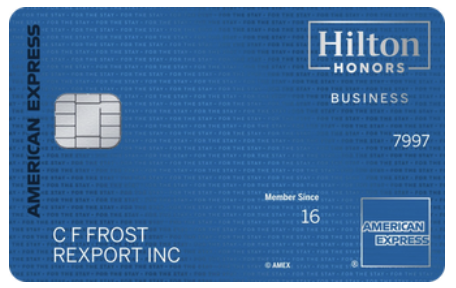 AMERICAN EXPRESS
Hilton
HONORS
BUSINESS
7997
Member Since
16
C F FROST
REXPORT INC
AMERICAN
EXPRESS
© AMEX
®